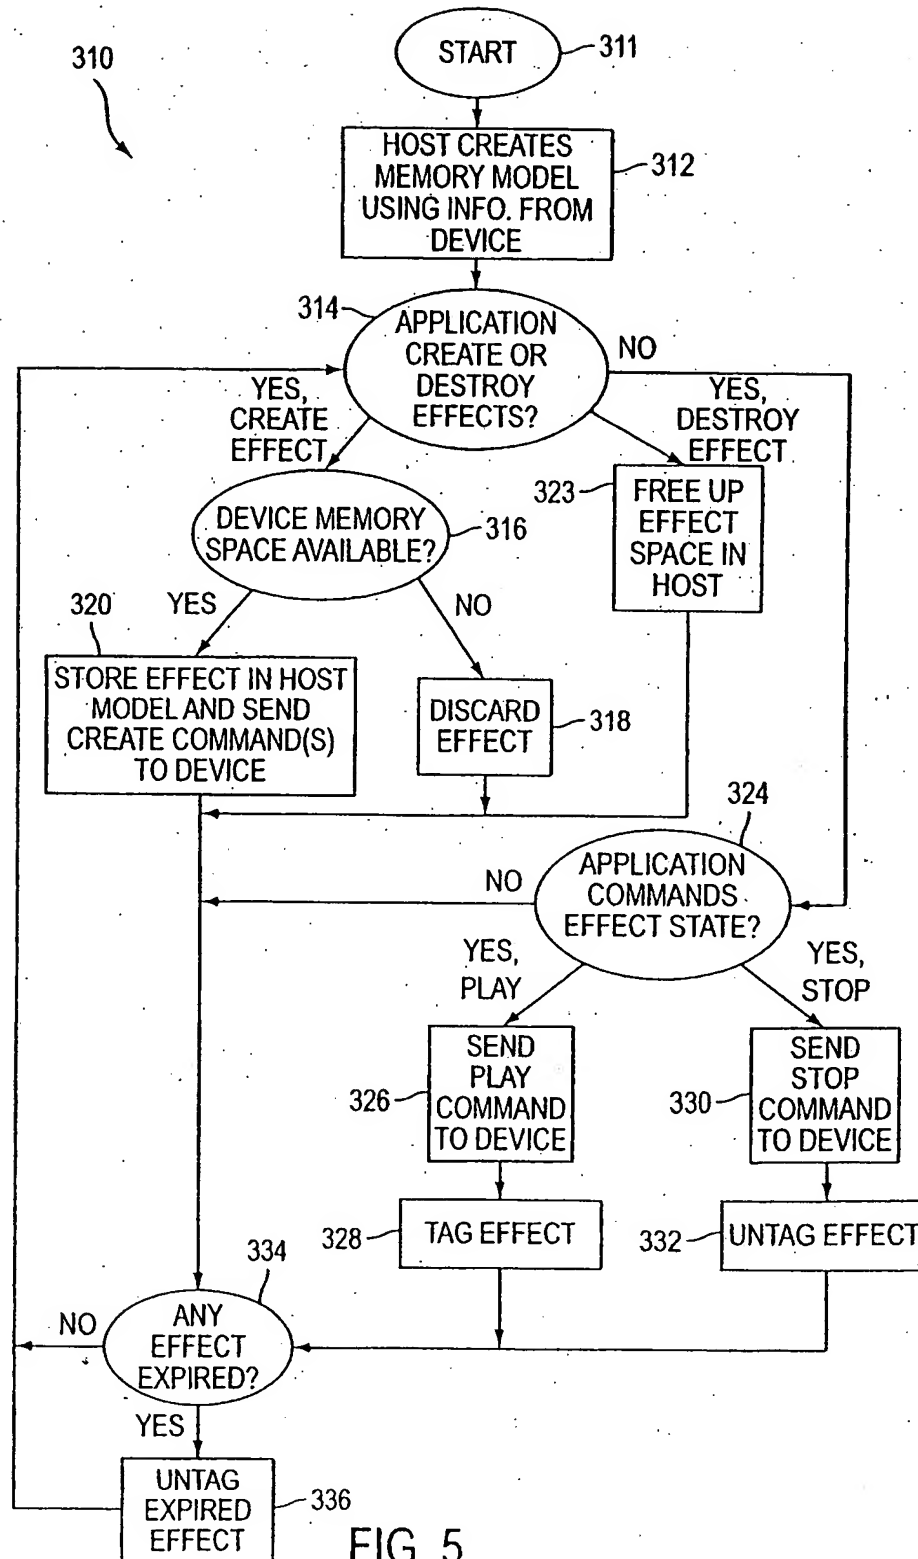 310
START
311
HOST CREATES
MEMORY MODEL
USING INFO. FROM
DEVICE
312
314
APPLICATION
CREATE OR
DESTROY
EFFECTS?
NO
YES,
CREATE
EFFECT
YES,
DESTROY
EFFECT
DEVICE MEMORY
SPACE AVAILABLE?
316
323
FREE UP
EFFECT
SPACE IN
HOST
320
YES
NO
STORE EFFECT IN HOST
MODEL AND SEND
CREATE COMMAND(S)
TO DEVICE
DISCARD
EFFECT
318
324
APPLICATION
COMMANDS
EFFECT STATE?
NO
YES,
PLAY
YES,
STOP
326
SEND
PLAY
COMMAND
TO DEVICE
330
SEND
STOP
COMMAND
TO DEVICE
328
TAG EFFECT
332
UNTAG EFFECT
334
ANY
EFFECT
EXPIRED?
NO
YES
UNTAG
EXPIRED
EFFECT
336
FIG. 5